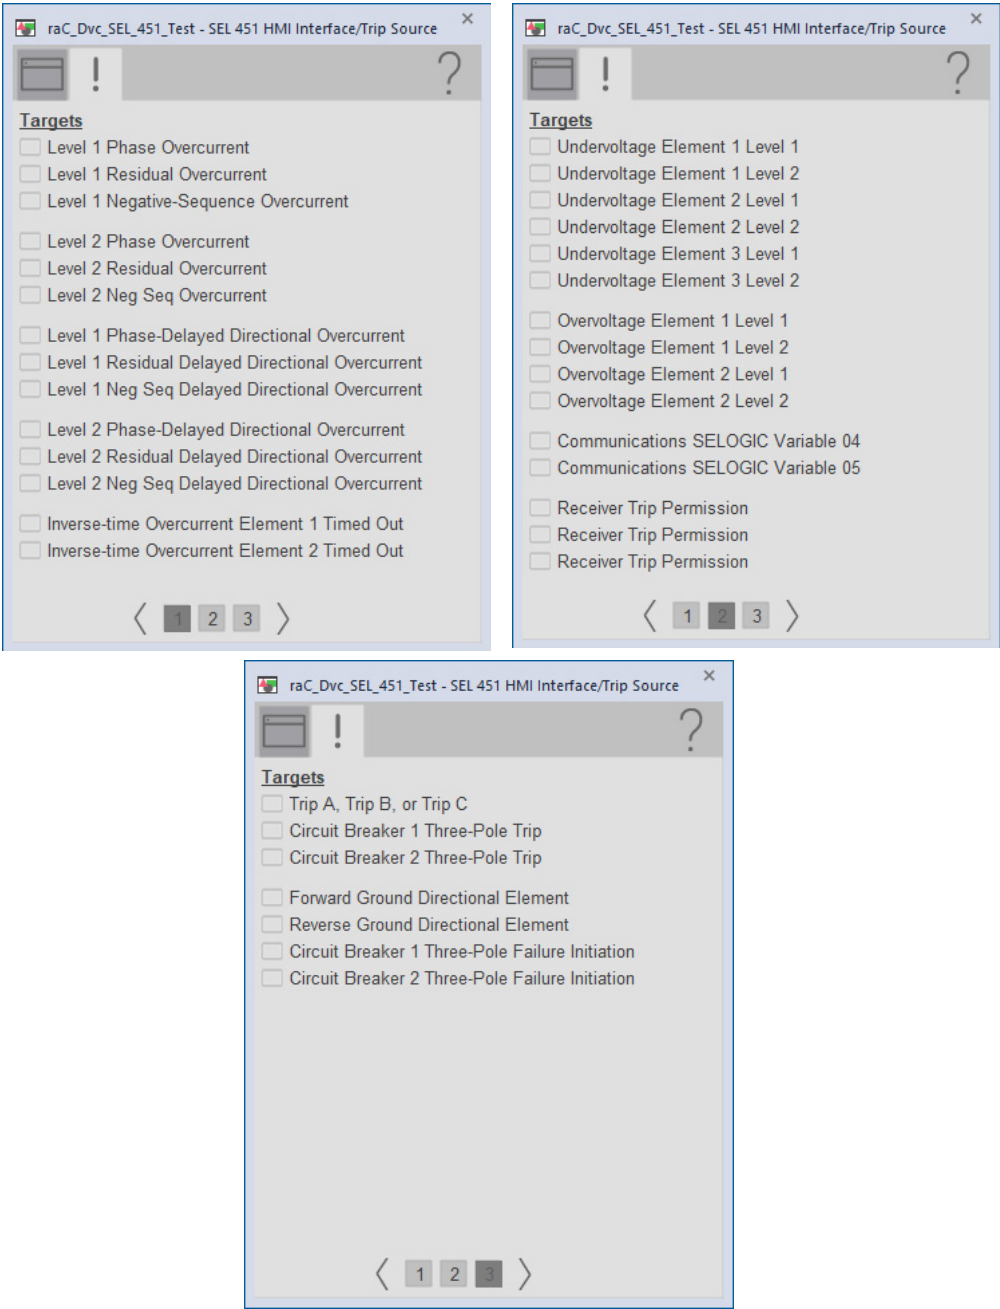 raC_Dvc_SEL_451_Test - SEL 451 HMI Interface/Trip Source
Targets
Level 1 Phase Overcurrent
Level 1 Residual Overcurrent
Level 1 Negative-Sequence Overcurrent
Level 2 Phase Overcurrent
Level 2 Residual Overcurrent
Level 2 Neg Seq Overcurrent
Level 1 Phase-Delayed Directional Overcurrent
Level 1 Residual Delayed Directional Overcurrent
Level 1 Neg Seq Delayed Directional Overcurrent
Level 2 Phase-Delayed Directional Overcurrent
Level 2 Residual Delayed Directional Overcurrent
Level 2 Neg Seq Delayed Directional Overcurrent
Inverse-time Overcurrent Element 1 Timed Out
Inverse-time Overcurrent Element 2 Timed Out
1 2 3
raC_Dvc_SEL_451_Test - SEL 451 HMI Interface/Trip Source
Targets
Undervoltage Element 1 Level 1
Undervoltage Element 1 Level 2
Undervoltage Element 2 Level 1
Undervoltage Element 2 Level 2
Undervoltage Element 3 Level 1
Undervoltage Element 3 Level 2
Overvoltage Element 1 Level 1
Overvoltage Element 1 Level 2
Overvoltage Element 2 Level 1
Overvoltage Element 2 Level 2
Communications SELOGIC Variable 04
Communications SELOGIC Variable 05
Receiver Trip Permission
Receiver Trip Permission
Receiver Trip Permission
1 2 3
raC_Dvc_SEL_451_Test - SEL 451 HMI Interface/Trip Source
Targets
Trip A, Trip B, or Trip C
Circuit Breaker 1 Three-Pole Trip
Circuit Breaker 2 Three-Pole Trip
Forward Ground Directional Element
Reverse Ground Directional Element
Circuit Breaker 1 Three-Pole Failure Initiation
Circuit Breaker 2 Three-Pole Failure Initiation
1 2 3